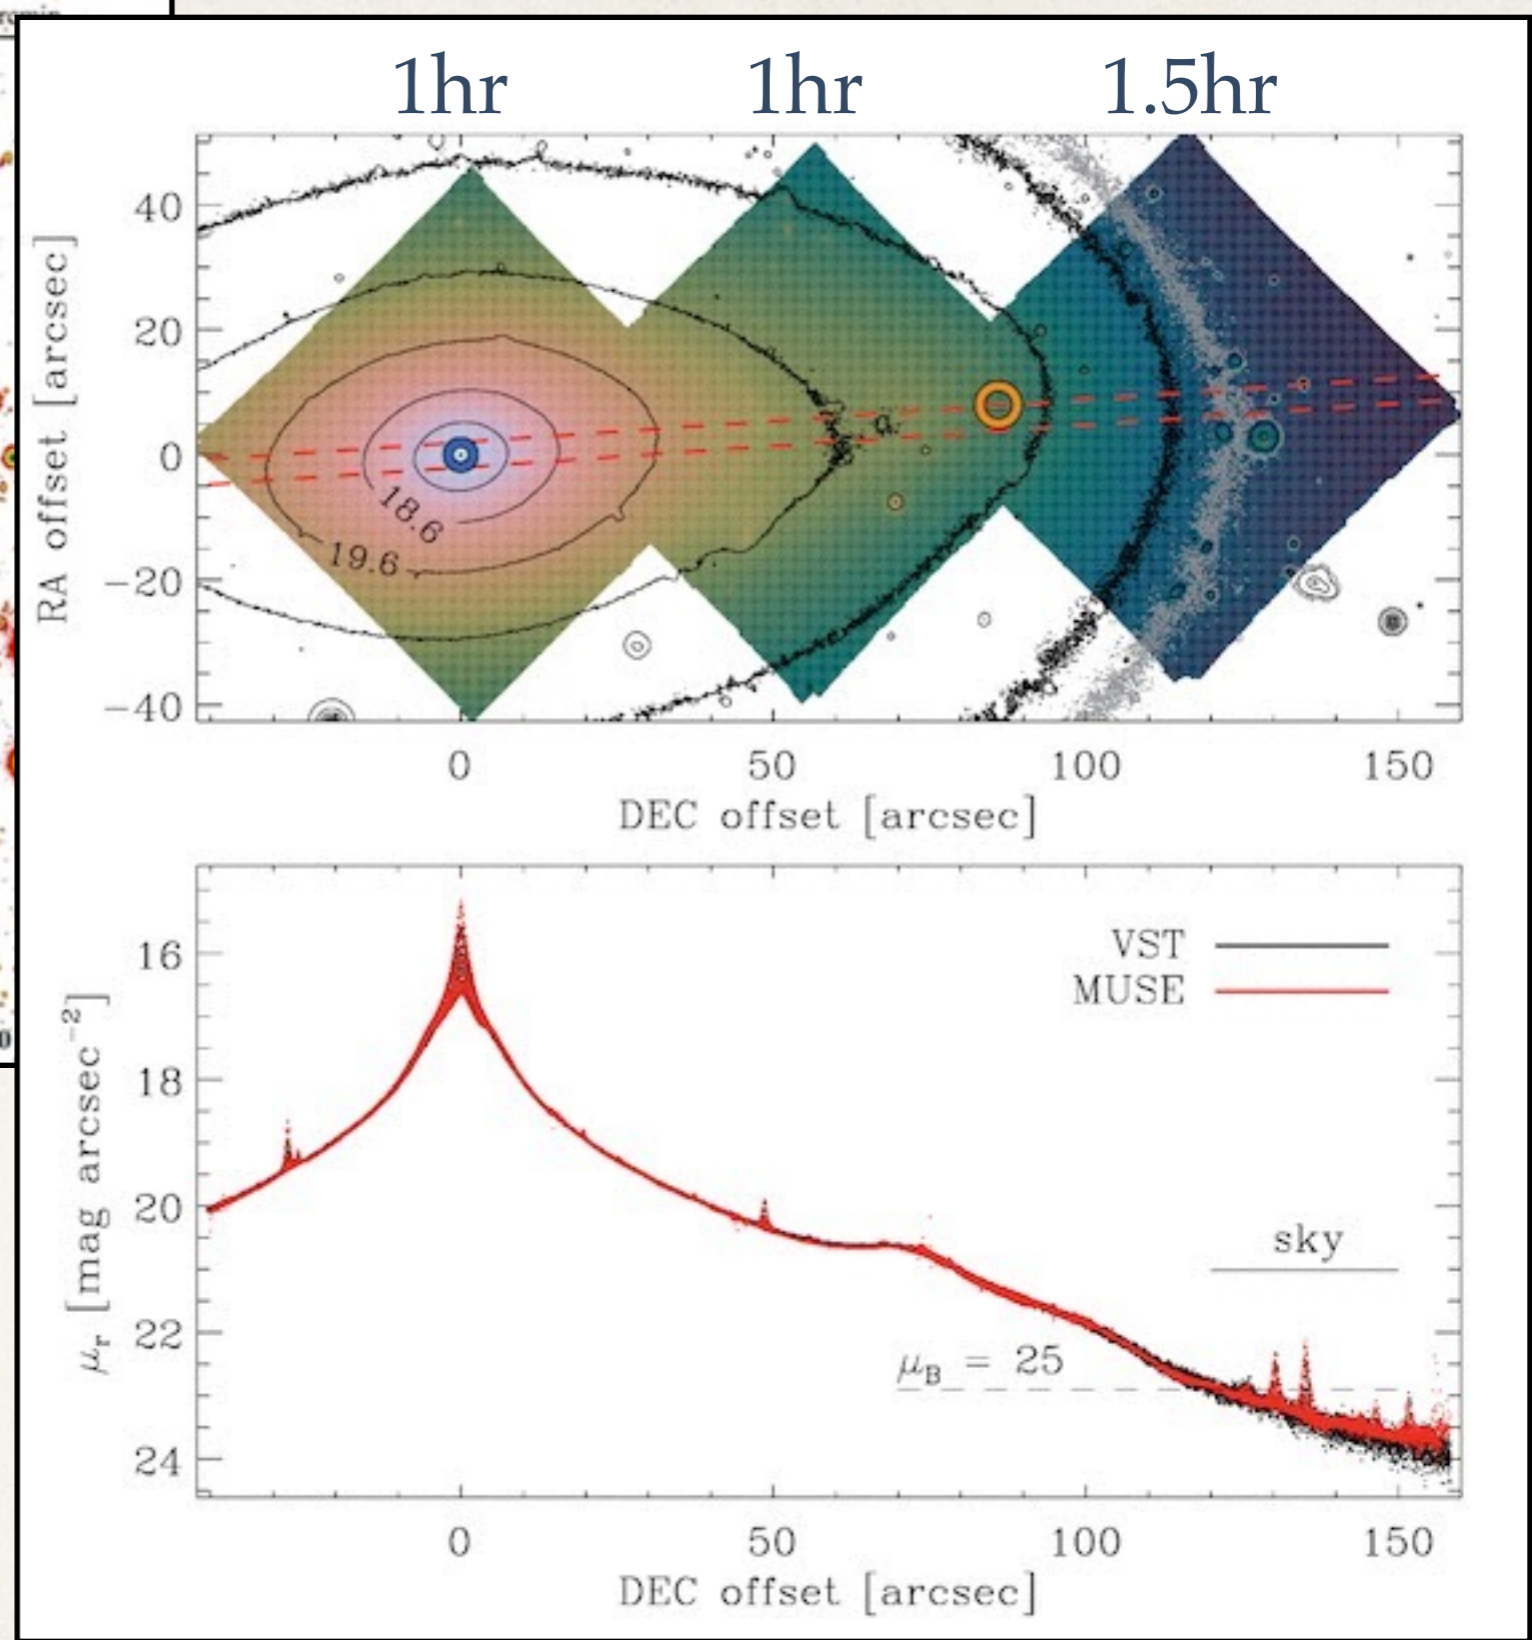 1hr 1hr 1.5hr
RA offset [arcsec]
40
20
0
−20
−40
18.6
19.6
0 50 100 150
DEC offset [arcsec]
μr [mag arcsec−2]
16
18
20
22
24
VST
MUSE
sky
μB = 25
0 50 100 150
DEC offset [arcsec]